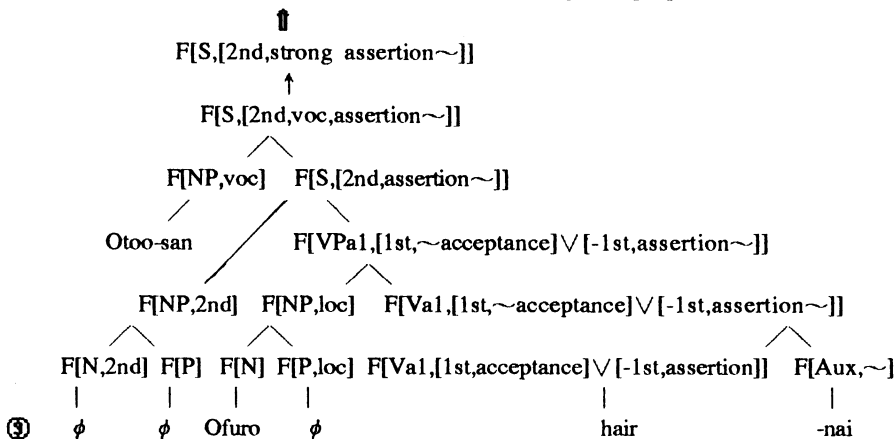 F[S,[2nd,strong assertion~]]
F[S,[2nd,voc,assertion~]]
F[NP,voc] F[S,[2nd,assertion~]]
Otoo-san F[VPa1,[1st,~acceptance]∨[-1st,assertion~]]
F[NP,2nd] F[NP,loc] F[Va1,[1st,~acceptance]∨[-1st,assertion~]]
F[N,2nd] F[P] F[N] F[P,loc] F[Va1,[1st,acceptance]∨[-1st,assertion]] F[Aux,~]
ϕ ϕ Ofuro ϕ hair -nai